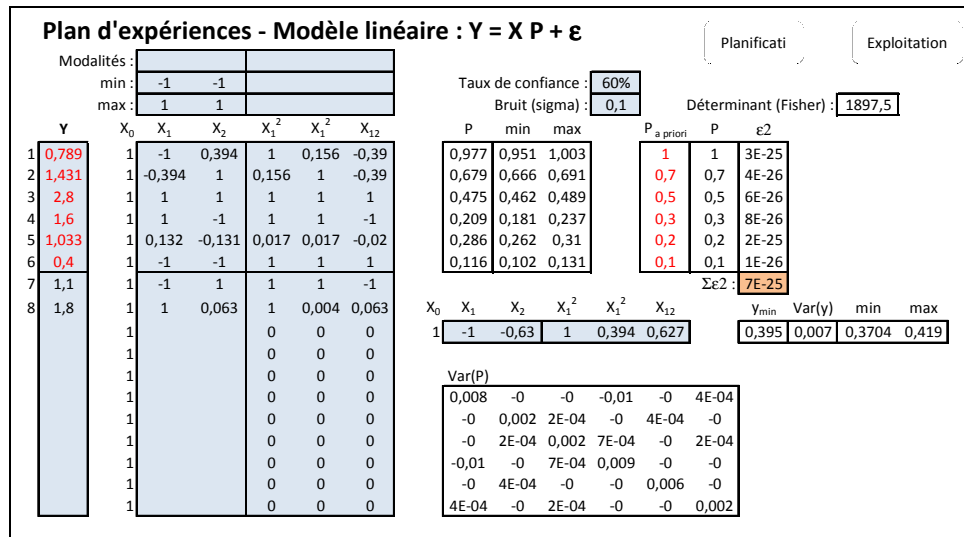 Plan d'expériences - Modèle linéaire : Y = X P + ε
Planificati
Exploitation
Modalités :
min : -1 -1
Taux de confiance : 60%
max : 1 1
Bruit (sigma) : 0,1
Déterminant (Fisher) : 1897,5
Y X0 X1 X2 X1² X1² X12
P min max
P a priori P ε2
1 0,789 1 -1 0,394 1 0,156 -0,39
0,977 0,951 1,003
1 1 3E-25
2 1,431 1 -0,394 1 0,156 1 -0,39
0,679 0,666 0,691
0,7 0,7 4E-26
3 2,8 1 1 1 1 1 1
0,475 0,462 0,489
0,5 0,5 6E-26
4 1,6 1 1 -1 1 1 -1
0,209 0,181 0,237
0,3 0,3 8E-26
5 1,033 1 0,132 -0,131 0,017 0,017 -0,02
0,286 0,262 0,31
0,2 0,2 2E-25
6 0,4 1 -1 -1 1 1 1
0,116 0,102 0,131
0,1 0,1 1E-26
7 1,1 1 -1 1 1 1 -1
Σε2 : 7E-25
8 1,8 1 1 0,063 1 0,004 0,063
X0 X1 X2 X1² X1² X12
ymin Var(y) min max
1 0 0 0
1 -1 -0,63 1 0,394 0,627
0,395 0,007 0,3704 0,419
1 0 0 0
1 0 0 0
Var(P)
1 0 0 0
0,008 -0 -0 -0,01 -0 4E-04
1 0 0 0
-0 0,002 2E-04 -0 4E-04 -0
1 0 0 0
-0 2E-04 0,002 7E-04 -0 2E-04
1 0 0 0
-0,01 -0 7E-04 0,009 -0 -0
1 0 0 0
-0 4E-04 -0 -0 0,006 -0
1 0 0 0
4E-04 -0 2E-04 -0 -0 0,002